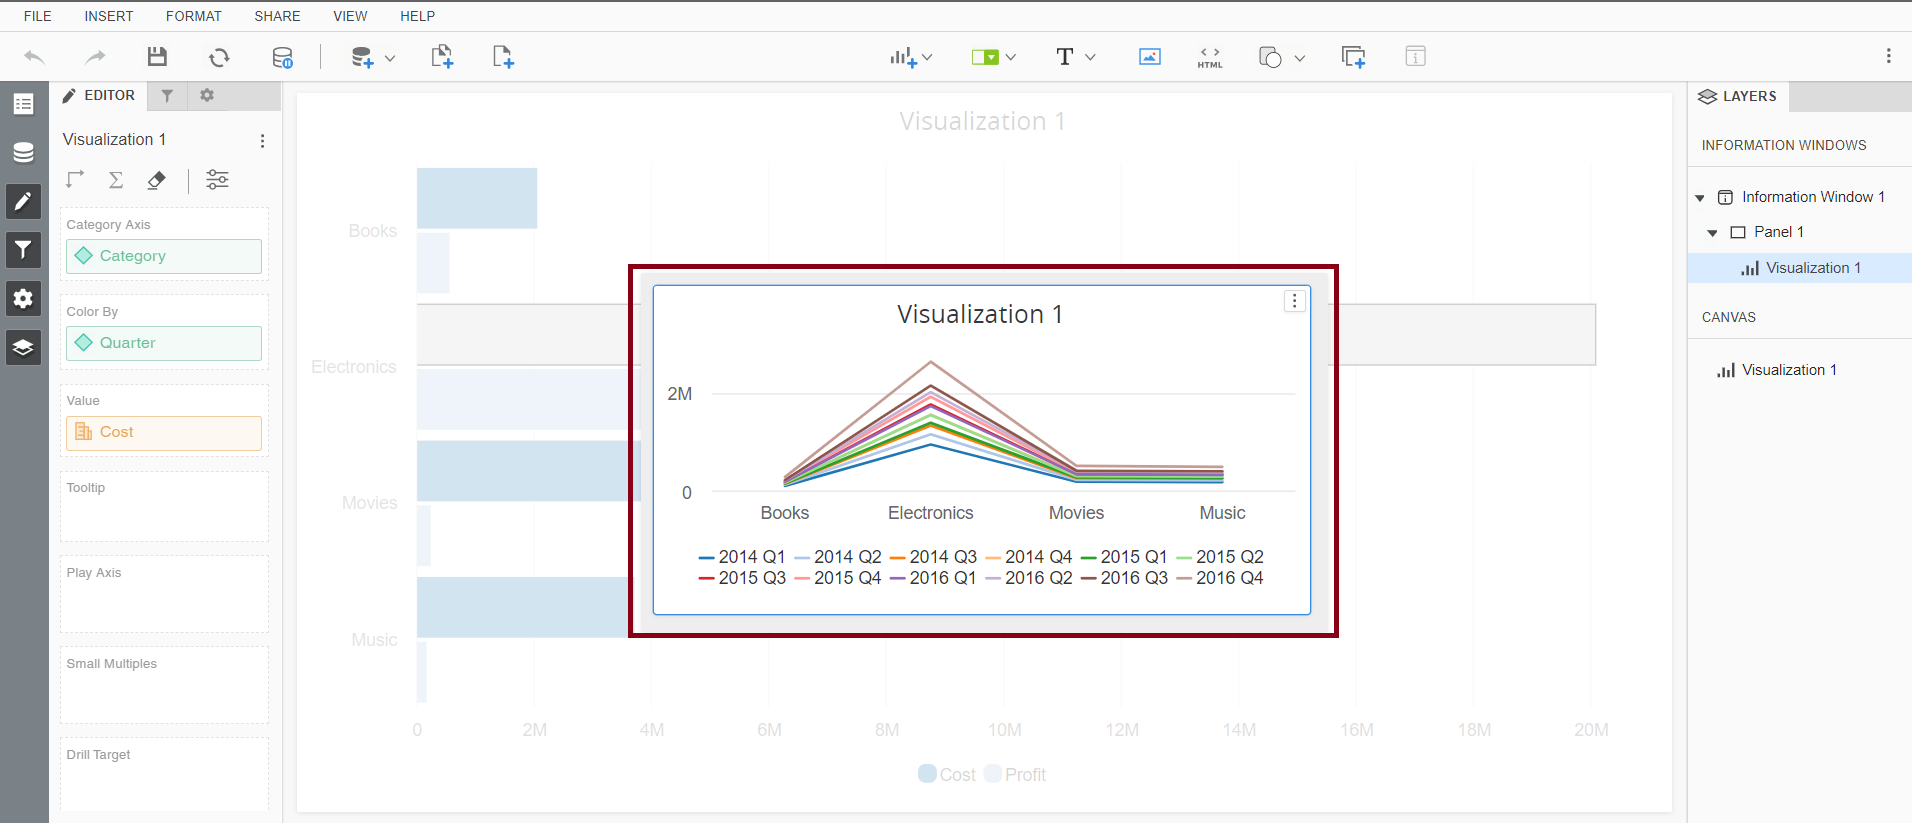 FILE INSERT FORMAT SHARE VIEW HELP
T
< >
HTML
EDITOR
Visualization 1
Σ
Category Axis
Category
Color By
Quarter
Value
Cost
Tooltip
Play Axis
Small Multiples
Drill Target
Visualization 1
Books
Electronics
Movies
Music
0 2M 4M 6M 8M 10M 12M 14M 16M 18M 20M
Cost Profit
Visualization 1
2M
0
Books Electronics Movies Music
2014 Q1 2014 Q2 2014 Q3 2014 Q4 2015 Q1 2015 Q2
2015 Q3 2015 Q4 2016 Q1 2016 Q2 2016 Q3 2016 Q4
LAYERS
INFORMATION WINDOWS
Information Window 1
Panel 1
Visualization 1
CANVAS
Visualization 1